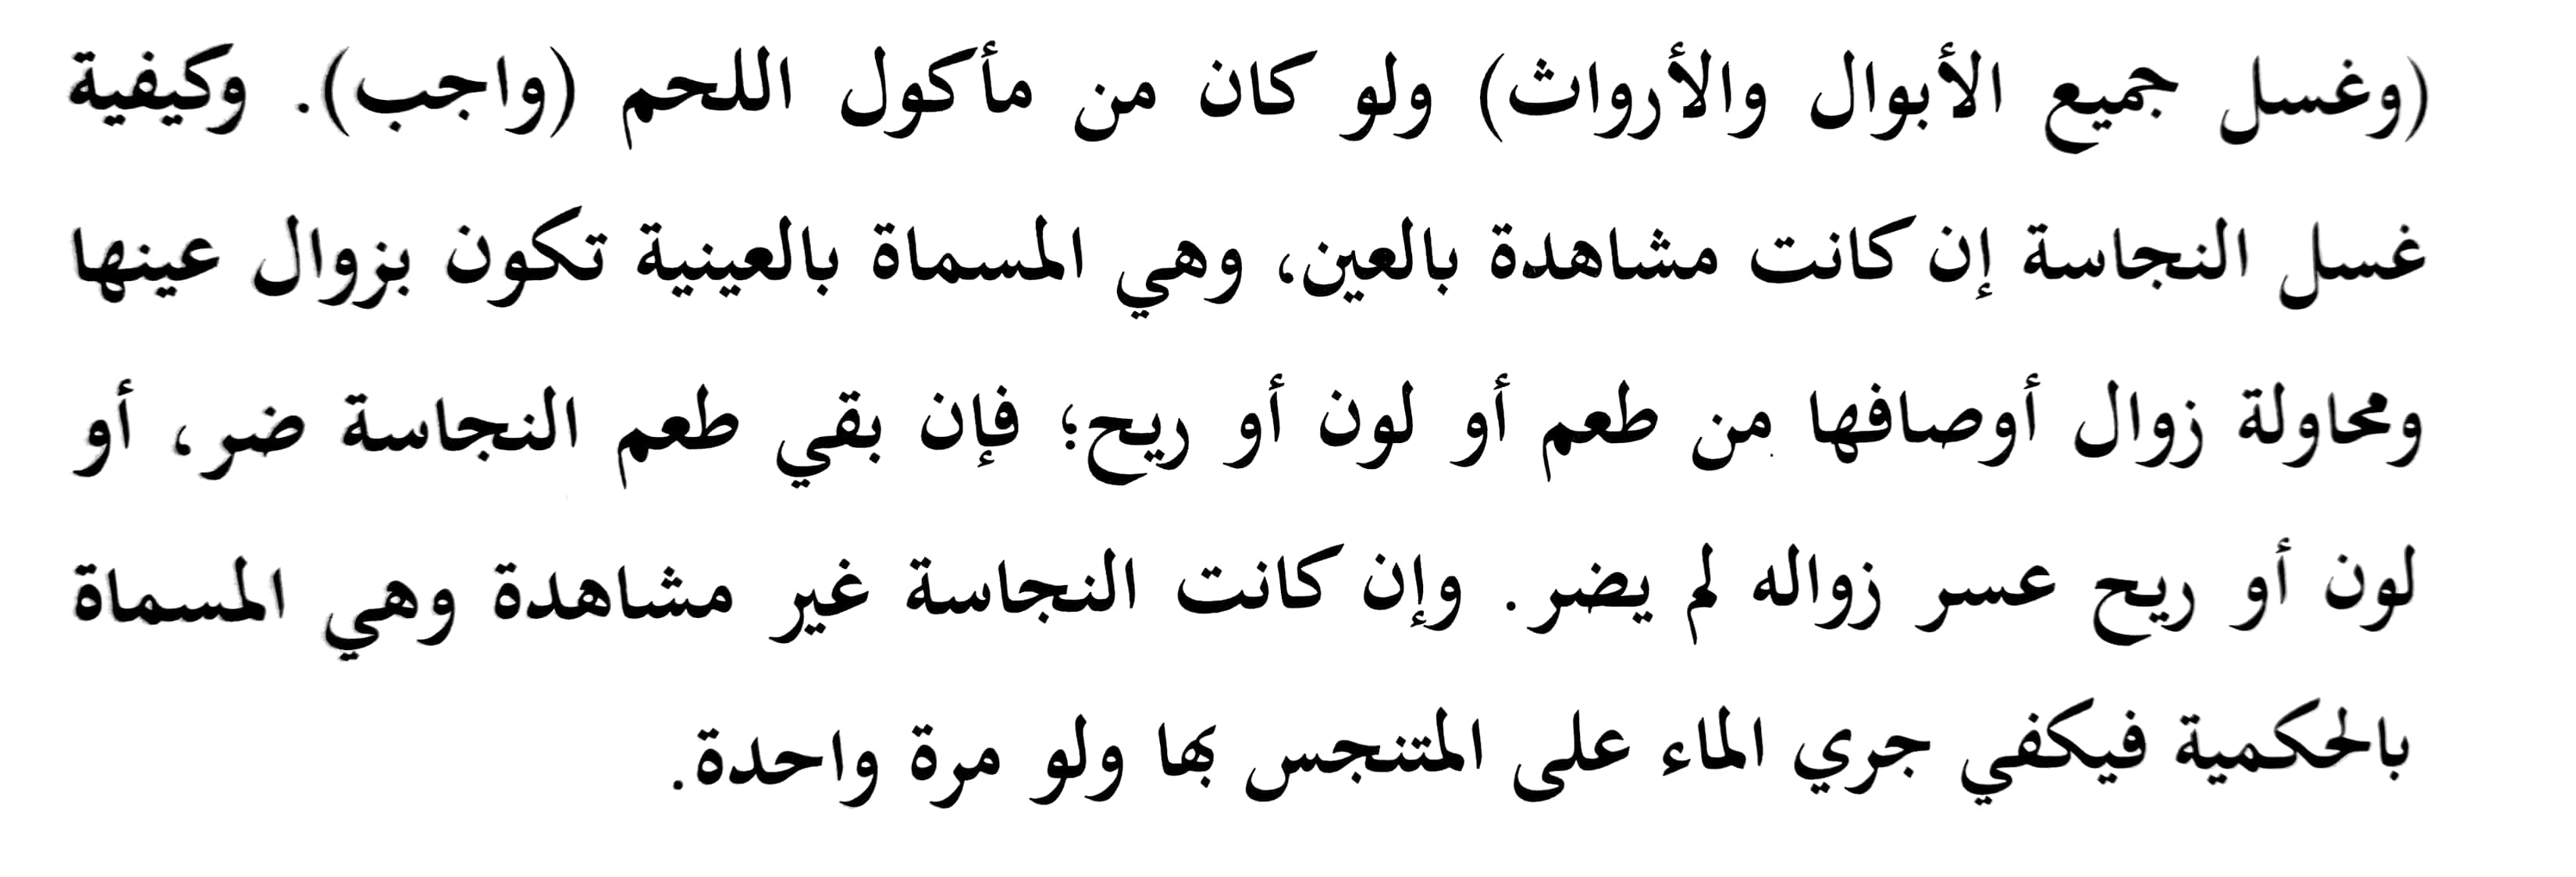 (وغسل جميع الأبوال والأرواث) ولو كان من مأكول اللحم (واجب). وكيفية
غسل النجاسة إن كانت مشاهدة بالعين، وهي المسماة بالعينية تكون بزوال عينها
ومحاولة زوال أوصافها من طعم أو لون أو ريح؛ فإن بقي طعم النجاسة ضر، أو
لون أو ريح عسر زواله لم يضر. وإن كانت النجاسة غير مشاهدة وهي المسماة
بالحكمية فيكفي جري الماء على المتنجس بها ولو مرة واحدة.